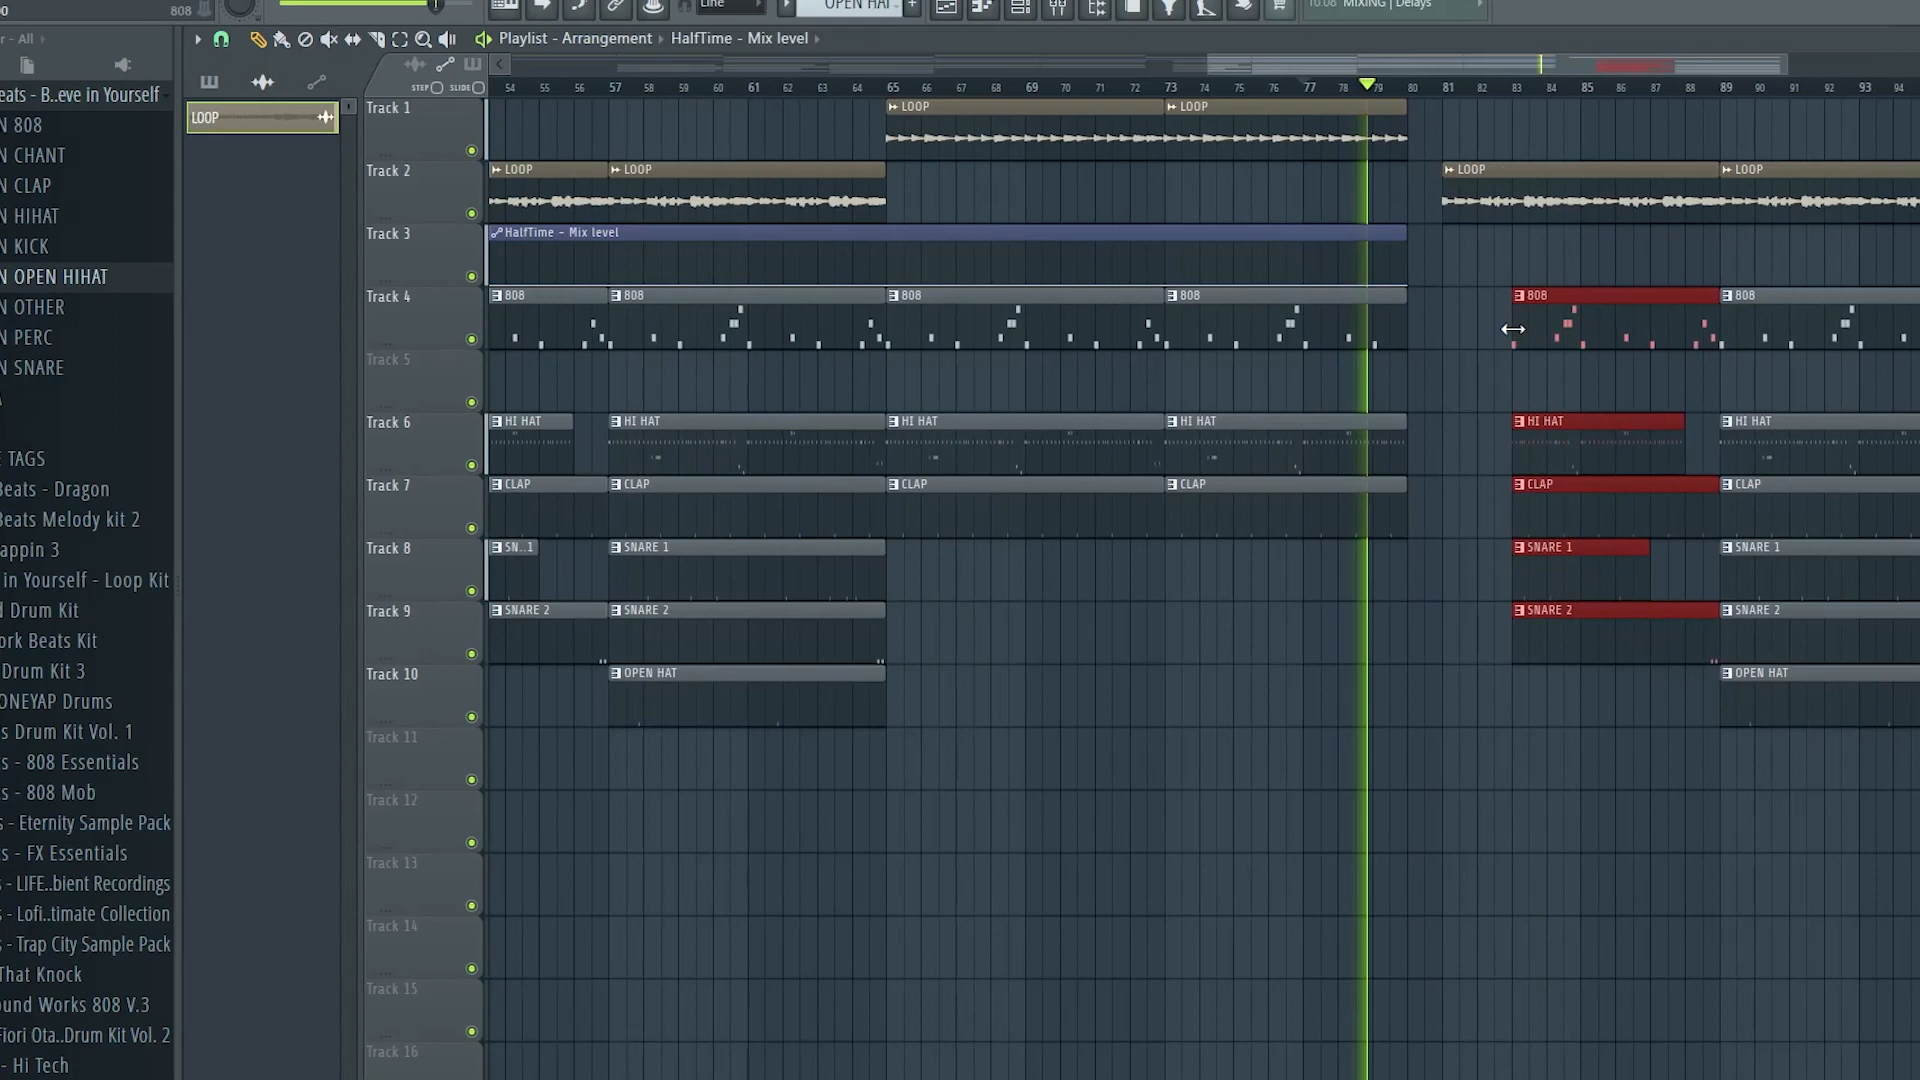 808
Line
OPEN HAT
10:08 MIXING | Delays
r - All
Playlist - Arrangement › HalfTime - Mix level ›
STEP SLIDE
eats - B..eve in Yourself
N 808
N CHANT
N CLAP
N HIHAT
N KICK
N OPEN HIHAT
N OTHER
N PERC
N SNARE
E TAGS
Beats - Dragon
Beats Melody kit 2
appin 3
in Yourself - Loop Kit
d Drum Kit
ork Beats Kit
Drum Kit 3
ONEYAP Drums
s Drum Kit Vol. 1
s - 808 Essentials
s - 808 Mob
s - Eternity Sample Pack
s - FX Essentials
s - LIFE..bient Recordings
s - Lofi..timate Collection
s - Trap City Sample Pack
That Knock
ound Works 808 V.3
Fiori Ota..Drum Kit Vol. 2
- Hi Tech
LOOP
54 55 56 57 58 59 60 61 62 63 64 65 66 67 68 69 70 71 72 73 74 75 76 77 78 79 80 81 82 83 84 85 86 87 88 89 90 91 92 93 94
Track 1 LOOP LOOP
Track 2 LOOP LOOP LOOP LOOP
Track 3 HalfTime - Mix level
Track 4 808 808 808 808 808 808
Track 5
Track 6 HI HAT HI HAT HI HAT HI HAT HI HAT HI HAT
Track 7 CLAP CLAP CLAP CLAP CLAP CLAP
Track 8 SN..1 SNARE 1 SNARE 1 SNARE 1
Track 9 SNARE 2 SNARE 2 SNARE 2 SNARE 2
Track 10 OPEN HAT OPEN HAT
Track 11
Track 12
Track 13
Track 14
Track 15
Track 16